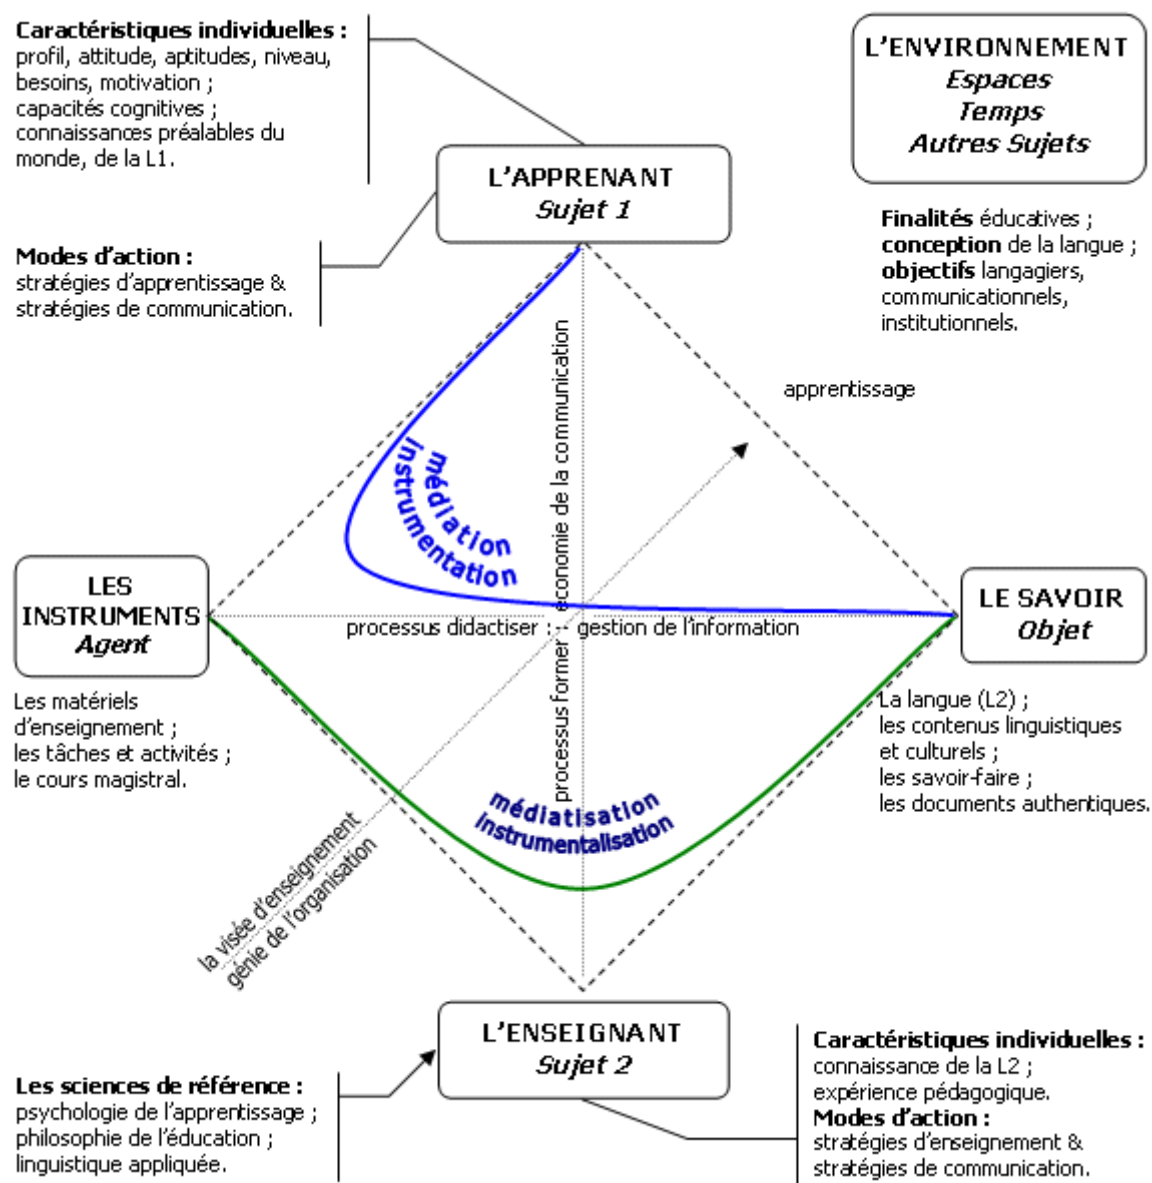 Caractéristiques individuelles :
profil, attitude, aptitudes, niveau,
besoins, motivation ;
capacités cognitives ;
connaissances préalables du
monde, de la L1.
L'ENVIRONNEMENT
Espaces
Temps
Autres Sujets
L'APPRENANT
Sujet 1
Modes d'action :
stratégies d'apprentissage &
stratégies de communication.
Finalités éducatives ;
conception de la langue ;
objectifs langagiers,
communicationnels,
institutionnels.
apprentissage
médiation
instrumentation
processus former -- économie de la communication
LES
INSTRUMENTS
Agent
processus didactiser : -- gestion de l'information
LE SAVOIR
Objet
Les matériels
d'enseignement ;
les tâches et activités ;
le cours magistral.
La langue (L2) ;
les contenus linguistiques
et culturels ;
les savoir-faire ;
les documents authentiques.
médiatisation
instrumentalisation
la visée d'enseignement
génie de l'organisation
L'ENSEIGNANT
Sujet 2
Les sciences de référence :
psychologie de l'apprentissage ;
philosophie de l'éducation ;
linguistique appliquée.
Caractéristiques individuelles :
connaissance de la L2 ;
expérience pédagogique.
Modes d'action :
stratégies d'enseignement &
stratégies de communication.